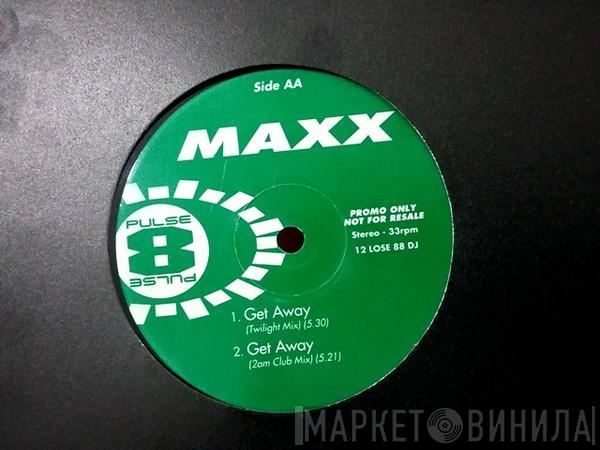 Side AA
MAXX
PROMO ONLY
NOT FOR RESALE
Stereo - 33rpm
12 LOSE 88 DJ
PULSE
8
PULSE
1. Get Away
(Twilight Mix) (5.30)
2. Get Away
(2am Club Mix) (5.21)
МАРКЕТ ВИНИЛА